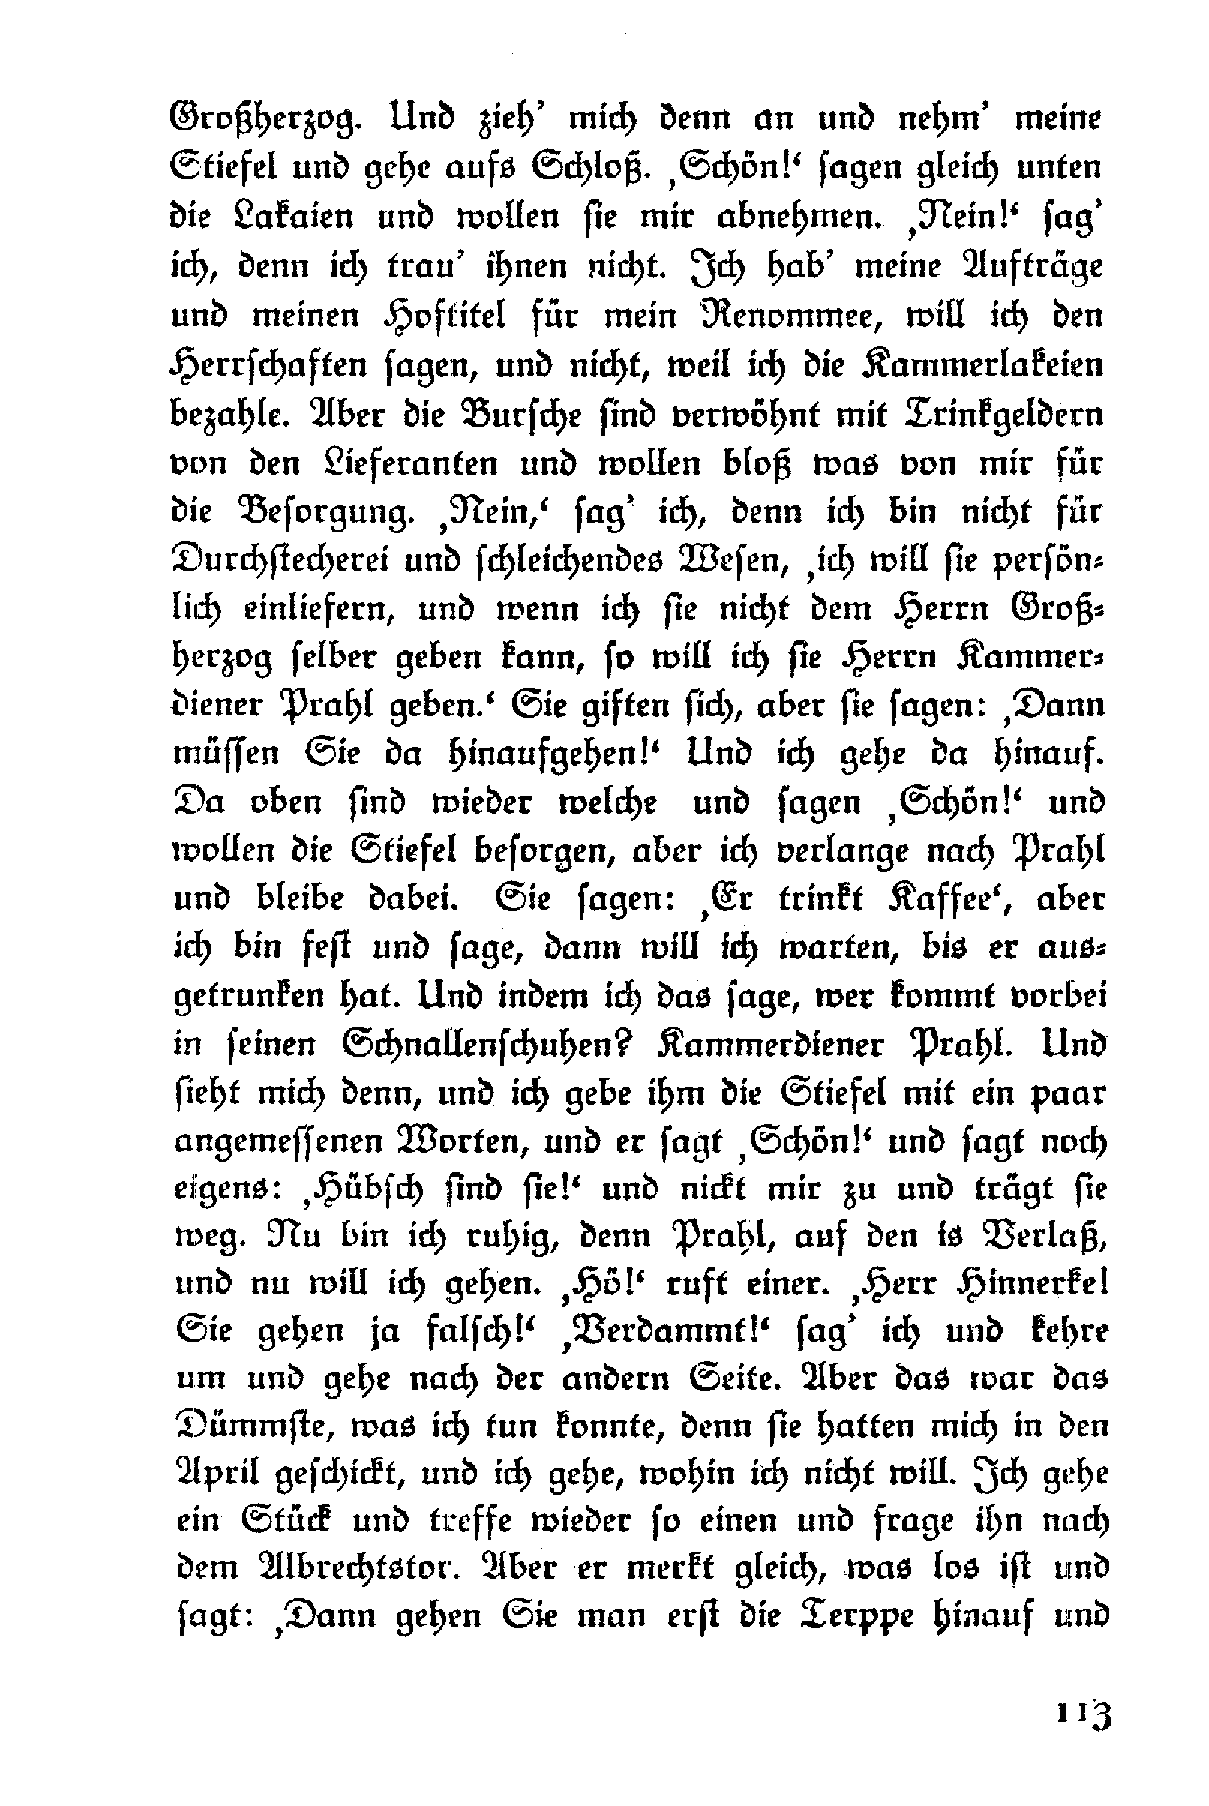 Großherzog. Und zieh’ mich denn an und nehm’ meine
Stiefel und gehe aufs Schloß. ‚Schön!‘ sagen gleich unten
die Lakaien und wollen sie mir abnehmen. ‚Nein!‘ sag’
ich, denn ich trau’ ihnen nicht. Ich hab’ meine Aufträge
und meinen Hoftitel für mein Renommee, will ich den
Herrschaften sagen, und nicht, weil ich die Kammerlakeien
bezahle. Aber die Bursche sind verwöhnt mit Trinkgeldern
von den Lieferanten und wollen bloß was von mir für
die Besorgung. ‚Nein,‘ sag’ ich, denn ich bin nicht für
Durchstecherei und schleichendes Wesen, ‚ich will sie persön-
lich einliefern, und wenn ich sie nicht dem Herrn Groß-
herzog selber geben kann, so will ich sie Herrn Kammer-
diener Prahl geben.‘ Sie giften sich, aber sie sagen: ‚Dann
müssen Sie da hinaufgehen!‘ Und ich gehe da hinauf.
Da oben sind wieder welche und sagen ‚Schön!‘ und
wollen die Stiefel besorgen, aber ich verlange nach Prahl
und bleibe dabei. Sie sagen: ‚Er trinkt Kaffee‘, aber
ich bin fest und sage, dann will ich warten, bis er aus-
getrunken hat. Und indem ich das sage, wer kommt vorbei
in seinen Schnallenschuhen? Kammerdiener Prahl. Und
sieht mich denn, und ich gebe ihm die Stiefel mit ein paar
angemessenen Worten, und er sagt ‚Schön!‘ und sagt noch
eigens: ‚Hübsch sind sie!‘ und nickt mir zu und trägt sie
weg. Nu bin ich ruhig, denn Prahl, auf den is Verlaß,
und nu will ich gehen. ‚Hö!‘ ruft einer. ‚Herr Hinnerke!
Sie gehen ja falsch!‘ ‚Verdammt!‘ sag’ ich und kehre
um und gehe nach der andern Seite. Aber das war das
Dümmste, was ich tun konnte, denn sie hatten mich in den
April geschickt, und ich gehe, wohin ich nicht will. Ich gehe
ein Stück und treffe wieder so einen und frage ihn nach
dem Albrechtstor. Aber er merkt gleich, was los ist und
sagt: ‚Dann gehen Sie man erst die Terppe hinauf und
113